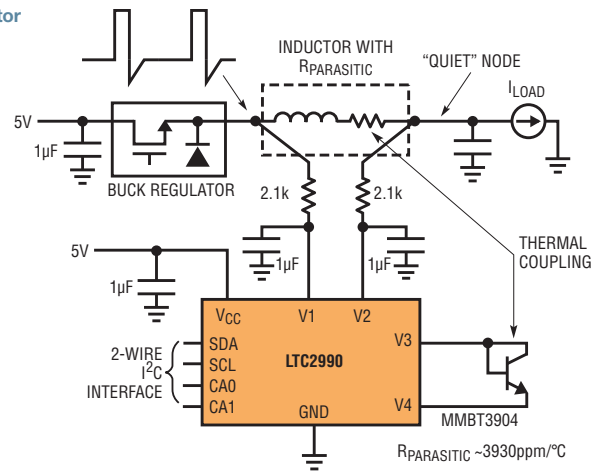 tor
INDUCTOR WITH
RPARASITIC
"QUIET" NODE
ILOAD
5V
1µF
BUCK REGULATOR
2.1k
2.1k
THERMAL
COUPLING
5V
1µF
1µF
1µF
VCC
V1
V2
V3
SDA
SCL
CA0
CA1
2-WIRE
I2C
INTERFACE
LTC2990
GND
V4
MMBT3904
RPARASITIC ~3930ppm/°C